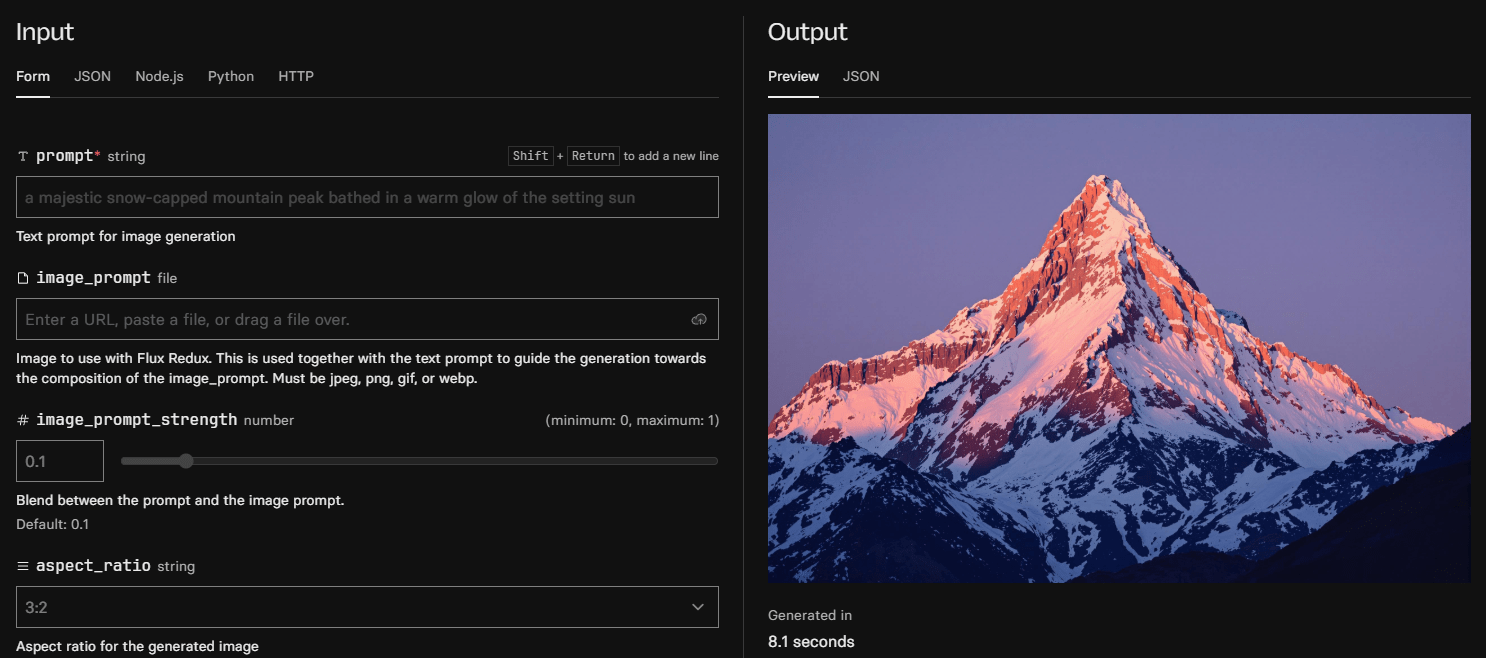 Input
Form JSON Node.js Python HTTP
prompt* string Shift + Return to add a new line
a majestic snow-capped mountain peak bathed in a warm glow of the setting sun
Text prompt for image generation
image_prompt file
Enter a URL, paste a file, or drag a file over.
Image to use with Flux Redux. This is used together with the text prompt to guide the generation towards
the composition of the image_prompt. Must be jpeg, png, gif, or webp.
# image_prompt_strength number (minimum: 0, maximum: 1)
0.1
Blend between the prompt and the image prompt.
Default: 0.1
aspect_ratio string
3:2
Aspect ratio for the generated image
Output
Preview JSON
Generated in
8.1 seconds